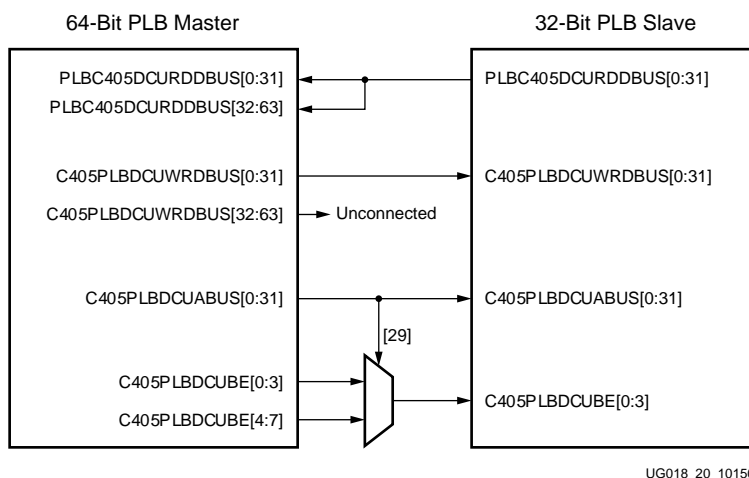 64-Bit PLB Master
32-Bit PLB Slave
PLBC405DCURDDBUS[0:31]
PLBC405DCURDDBUS[0:31]
PLBC405DCURDDBUS[32:63]
C405PLBDCUWRDBUS[0:31]
C405PLBDCUWRDBUS[0:31]
C405PLBDCUWRDBUS[32:63]
Unconnected
C405PLBDCUABUS[0:31]
C405PLBDCUABUS[0:31]
[29]
C405PLBDCUBE[0:3]
C405PLBDCUBE[0:3]
C405PLBDCUBE[4:7]